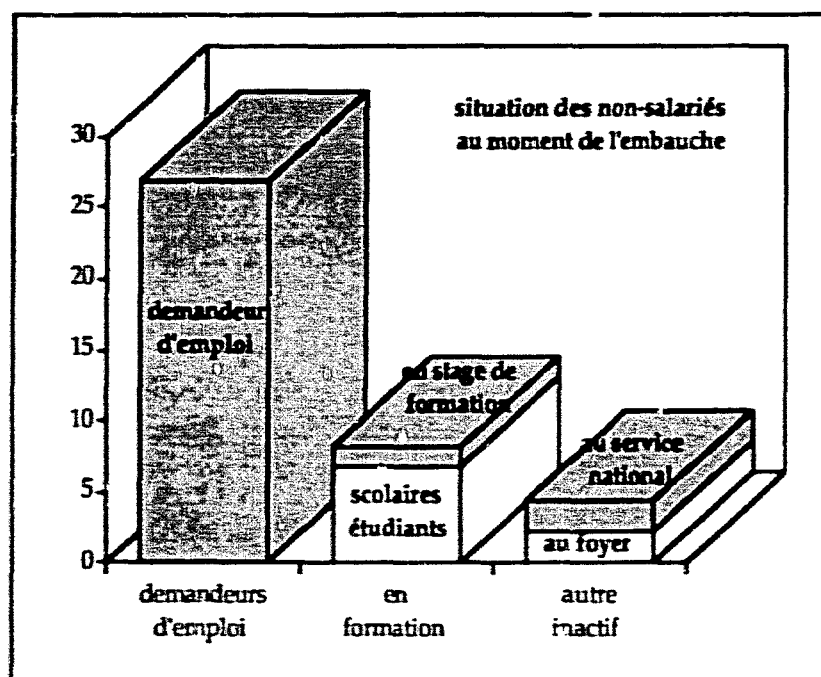 situation des non-salariés
au moment de l'embauche
30
25
20
15
10
5
0
demandeur
d'emploi
en stage de
formation
scolaires
étudiants
au service
national
au foyer
demandeurs
d'emploi
en
formation
autre
inactif